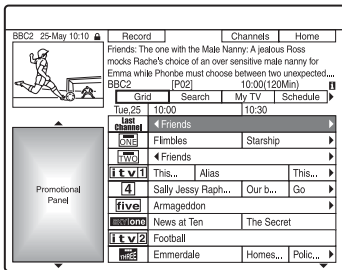 BBC2 25-May 10:10
Record Channels Home
Friends: The one with the Male Nanny: A jealous Ross
mocks Rache's choice of an over sensitive male nanny for
Emma while Phonbe must choose between two unexpected....
BBC2 [P02] 10:00(120Min)
Grid Search My TV Schedule
Tue,25 10:00 10:30
Last Channel Friends
ONE Flimbles Starship
TWO Friends
itv1 This... Alias This...
4 Sally Jessy Raph... Our b... Go
five Armageddon
SKY one News at Ten The Secret
itv2 Football
THREE Emmerdale Homes... Polic...
Promotional
Panel